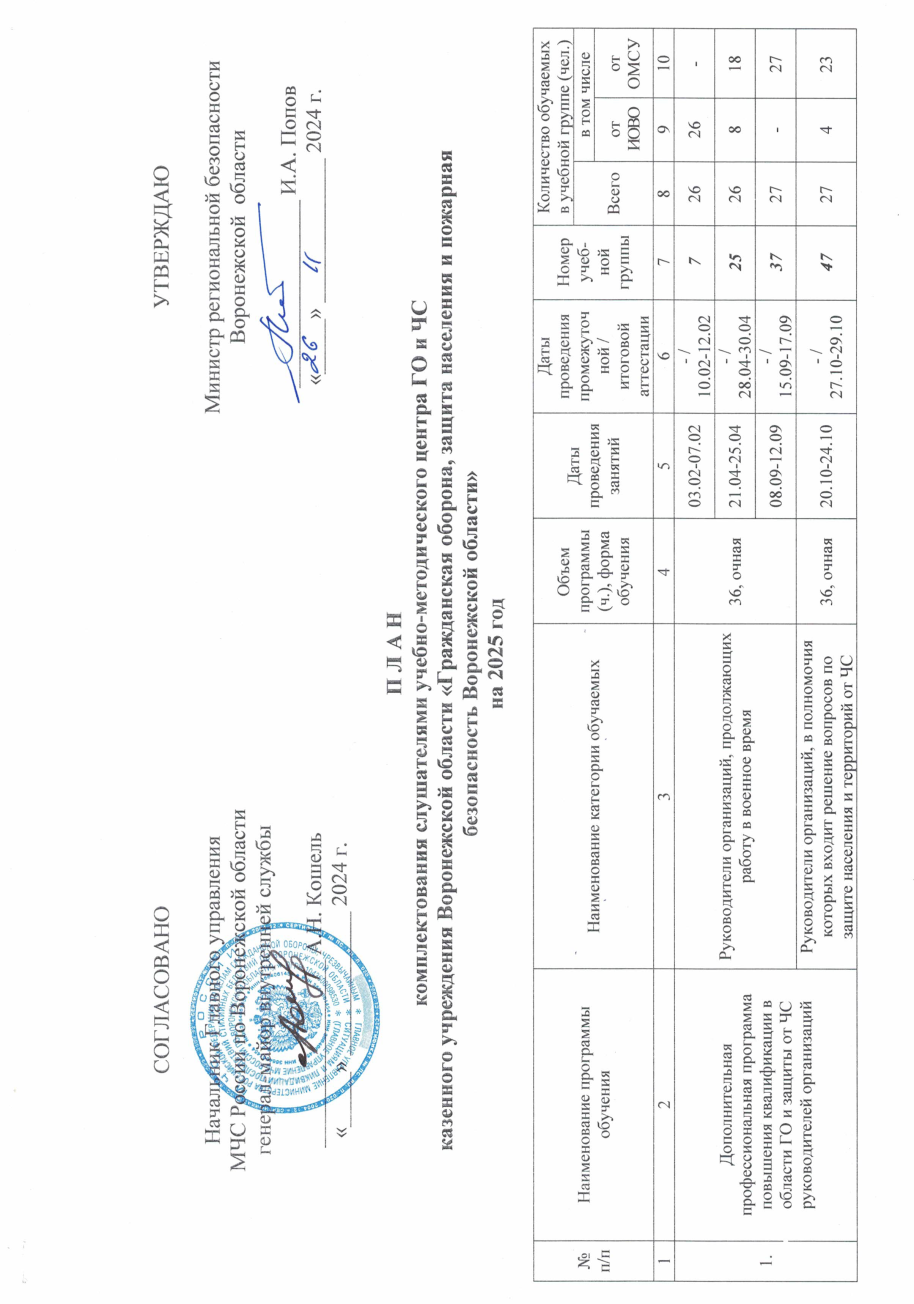 СОГЛАСОВАНО
Начальник Главного управления
МЧС России по Воронежской области
генерал-майор внутренней службы
А.Н. Кошель
« » 2024 г.
УТВЕРЖДАЮ
Министр региональной безопасности
Воронежской области
И.А. Попов
«26» 11 2024 г.
П Л А Н
комплектования слушателями учебно-методического центра ГО и ЧС
казенного учреждения Воронежской области «Гражданская оборона, защита населения и пожарная
безопасность Воронежской области»
на 2025 год
№
п/п
Наименование программы
обучения
Наименование категории обучаемых
Объем
программы
(ч.), форма
обучения
Даты
проведения
занятий
Даты
проведения
промежуточ
ной /
итоговой
аттестации
Номер
учеб-
ной
группы
Количество обучаемых
в учебной группе (чел.)
Всего
в том числе
от
ИОВО
от
ОМСУ
1 2 3 4 5 6 7 8 9 10
1.
Дополнительная
профессиональная программа
повышения квалификации в
области ГО и защиты от ЧС
руководителей организаций
Руководители организаций, продолжающих
работу в военное время
36, очная
03.02-07.02
- /
10.02-12.02
7 26 26 -
21.04-25.04
- /
28.04-30.04
25 26 8 18
08.09-12.09
- /
15.09-17.09
37 27 - 27
Руководители организаций, в полномочия
которых входит решение вопросов по
защите населения и территорий от ЧС
36, очная
20.10-24.10
- /
27.10-29.10
47 27 4 23